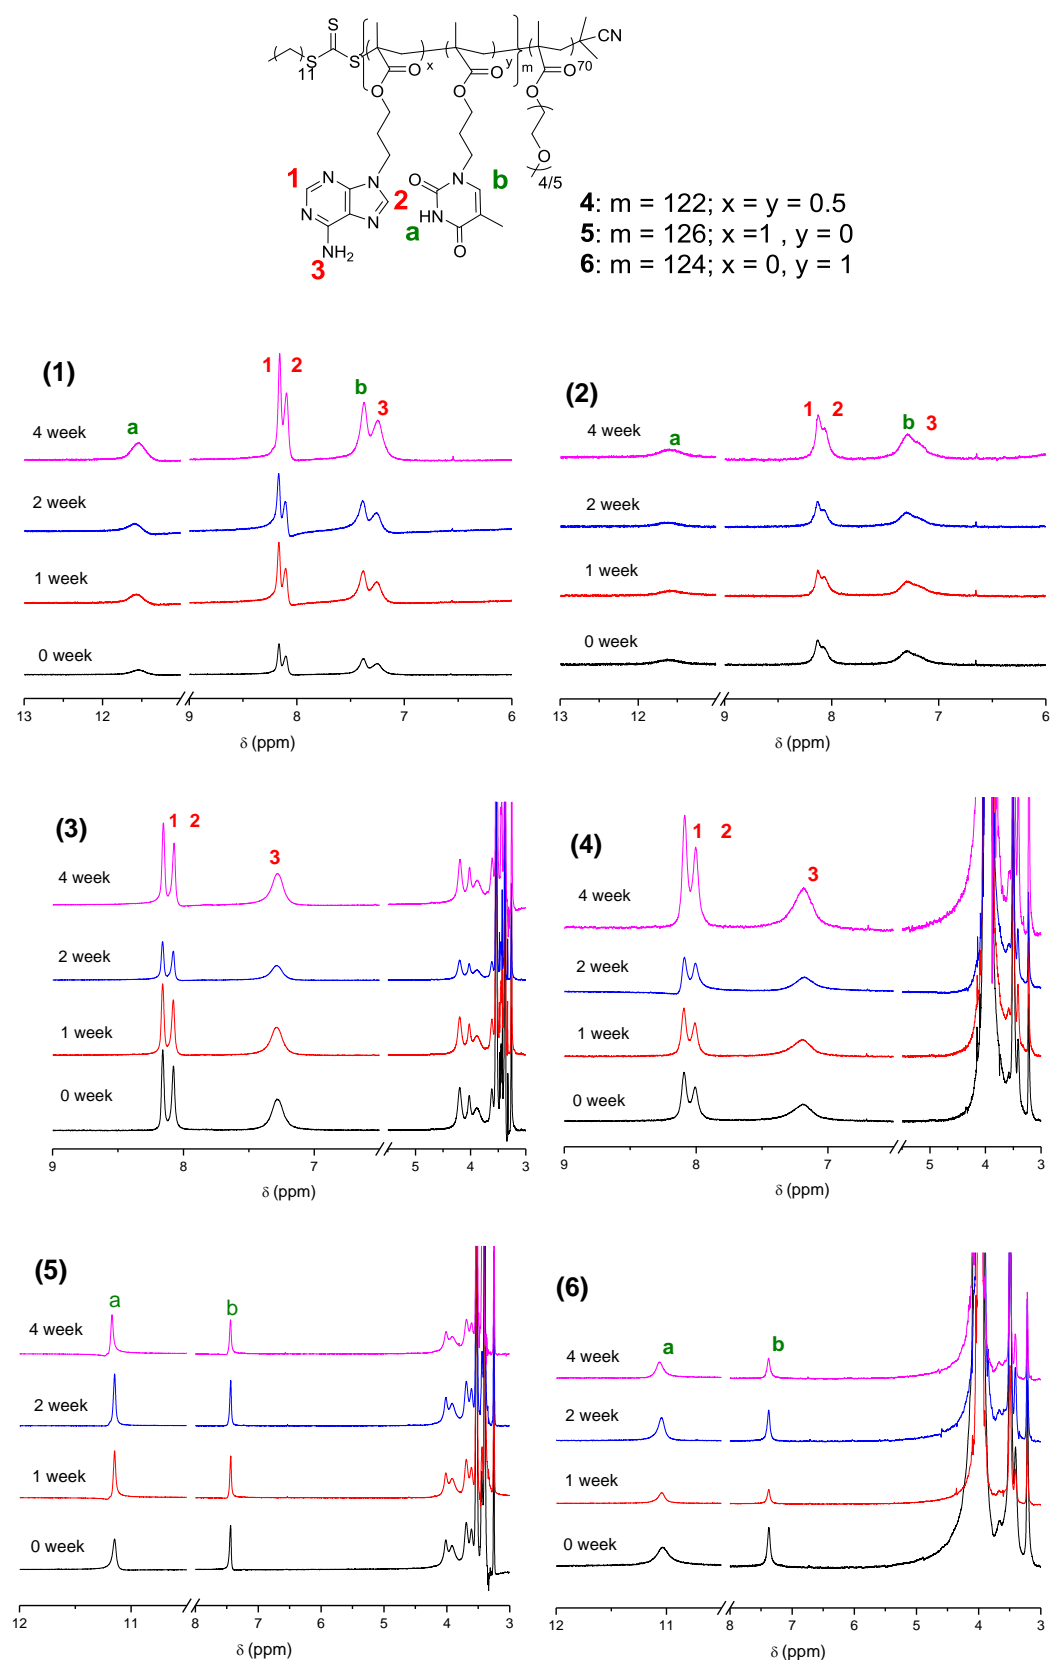 S
S
S
11
x
y
m
70
O
O
O
O
O
O
CN
O
4/5
1
N
N
N
N
2
NH2
3
O
N
b
HN
a
O
4: m = 122; x = y = 0.5
5: m = 126; x =1 , y = 0
6: m = 124; x = 0, y = 1
(1)
1 2
a
b
3
4 week
2 week
1 week
0 week
13 12 9 8 7 6
δ (ppm)
(2)
1 2
a
b 3
4 week
2 week
1 week
0 week
13 12 9 8 7 6
δ (ppm)
(3)
1 2
3
4 week
2 week
1 week
0 week
9 8 7 5 4 3
δ (ppm)
(4)
1 2
3
4 week
2 week
1 week
0 week
9 8 7 5 4 3
δ (ppm)
(5)
a
b
4 week
2 week
1 week
0 week
12 11 8 7 6 5 4 3
δ (ppm)
(6)
a
b
4 week
2 week
1 week
0 week
12 11 8 7 6 5 4 3
δ (ppm)